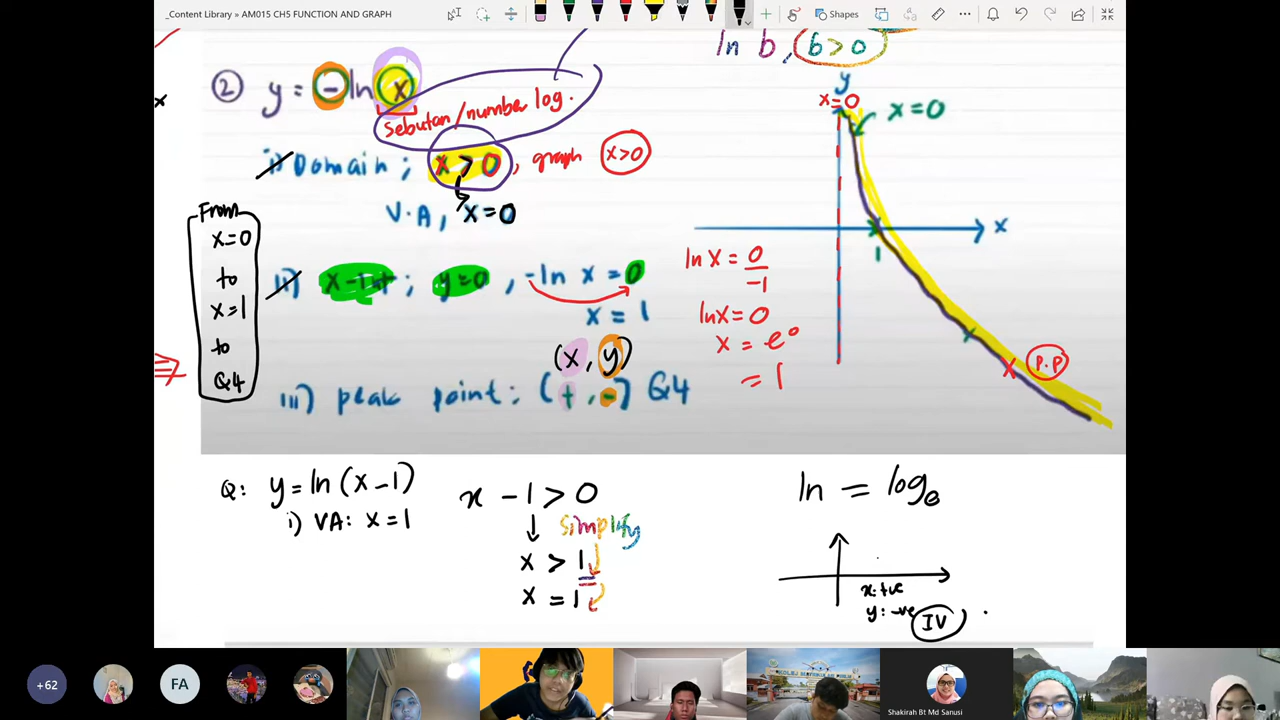 _Content Library » AM015 CH5 FUNCTION AND GRAPH
Shapes
ln b, (b>0)
② y = - ln x
Sebutan/number log.
i) Domain ; x > 0 , graph x>0
V.A, x=0
From
x=0
to
x=1
to
Q4
ii) x-int ; y=0 , -ln x = 0
x = 1
(x, y)
iii) peak point ; (+, -) Q4
y
x=0
x=0
x
1
P.P
ln x = 0/-1
ln x = 0
x = e⁰
= 1
Q: y = ln (x-1)
i) VA: x = 1
x - 1 > 0
↓ simplify
x > 1
x = 1
ln = logₑ
x: +ve
y: -ve
IV
+62
FA
Shakirah Bt Md Sanusi